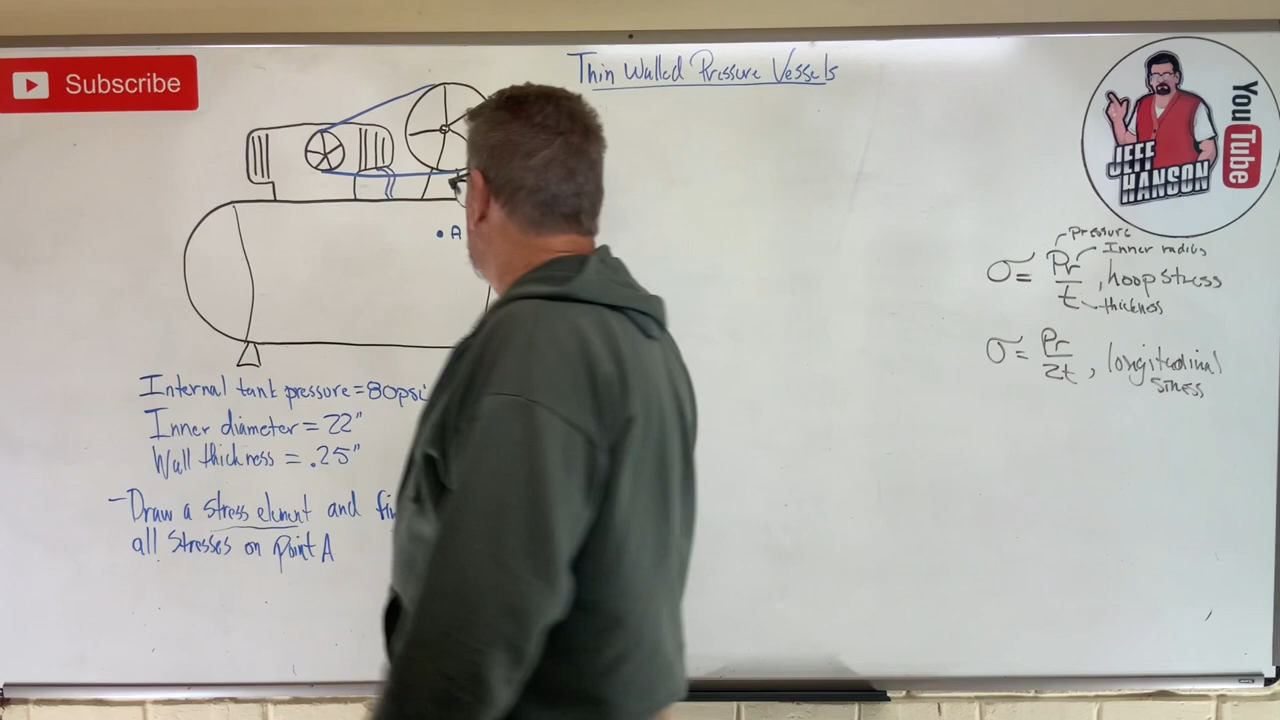 Thin Walled Pressure Vessels
Subscribe
JEFF
HANSON
YouTube
A
Pressure
Inner radius
σ = Pr/t, hoop stress
thickness
σ = Pr/2t, longitudinal
stress
Internal tank pressure = 80psi
Inner diameter = 22"
Wall thickness = .25"
- Draw a stress element and
all stresses on point A